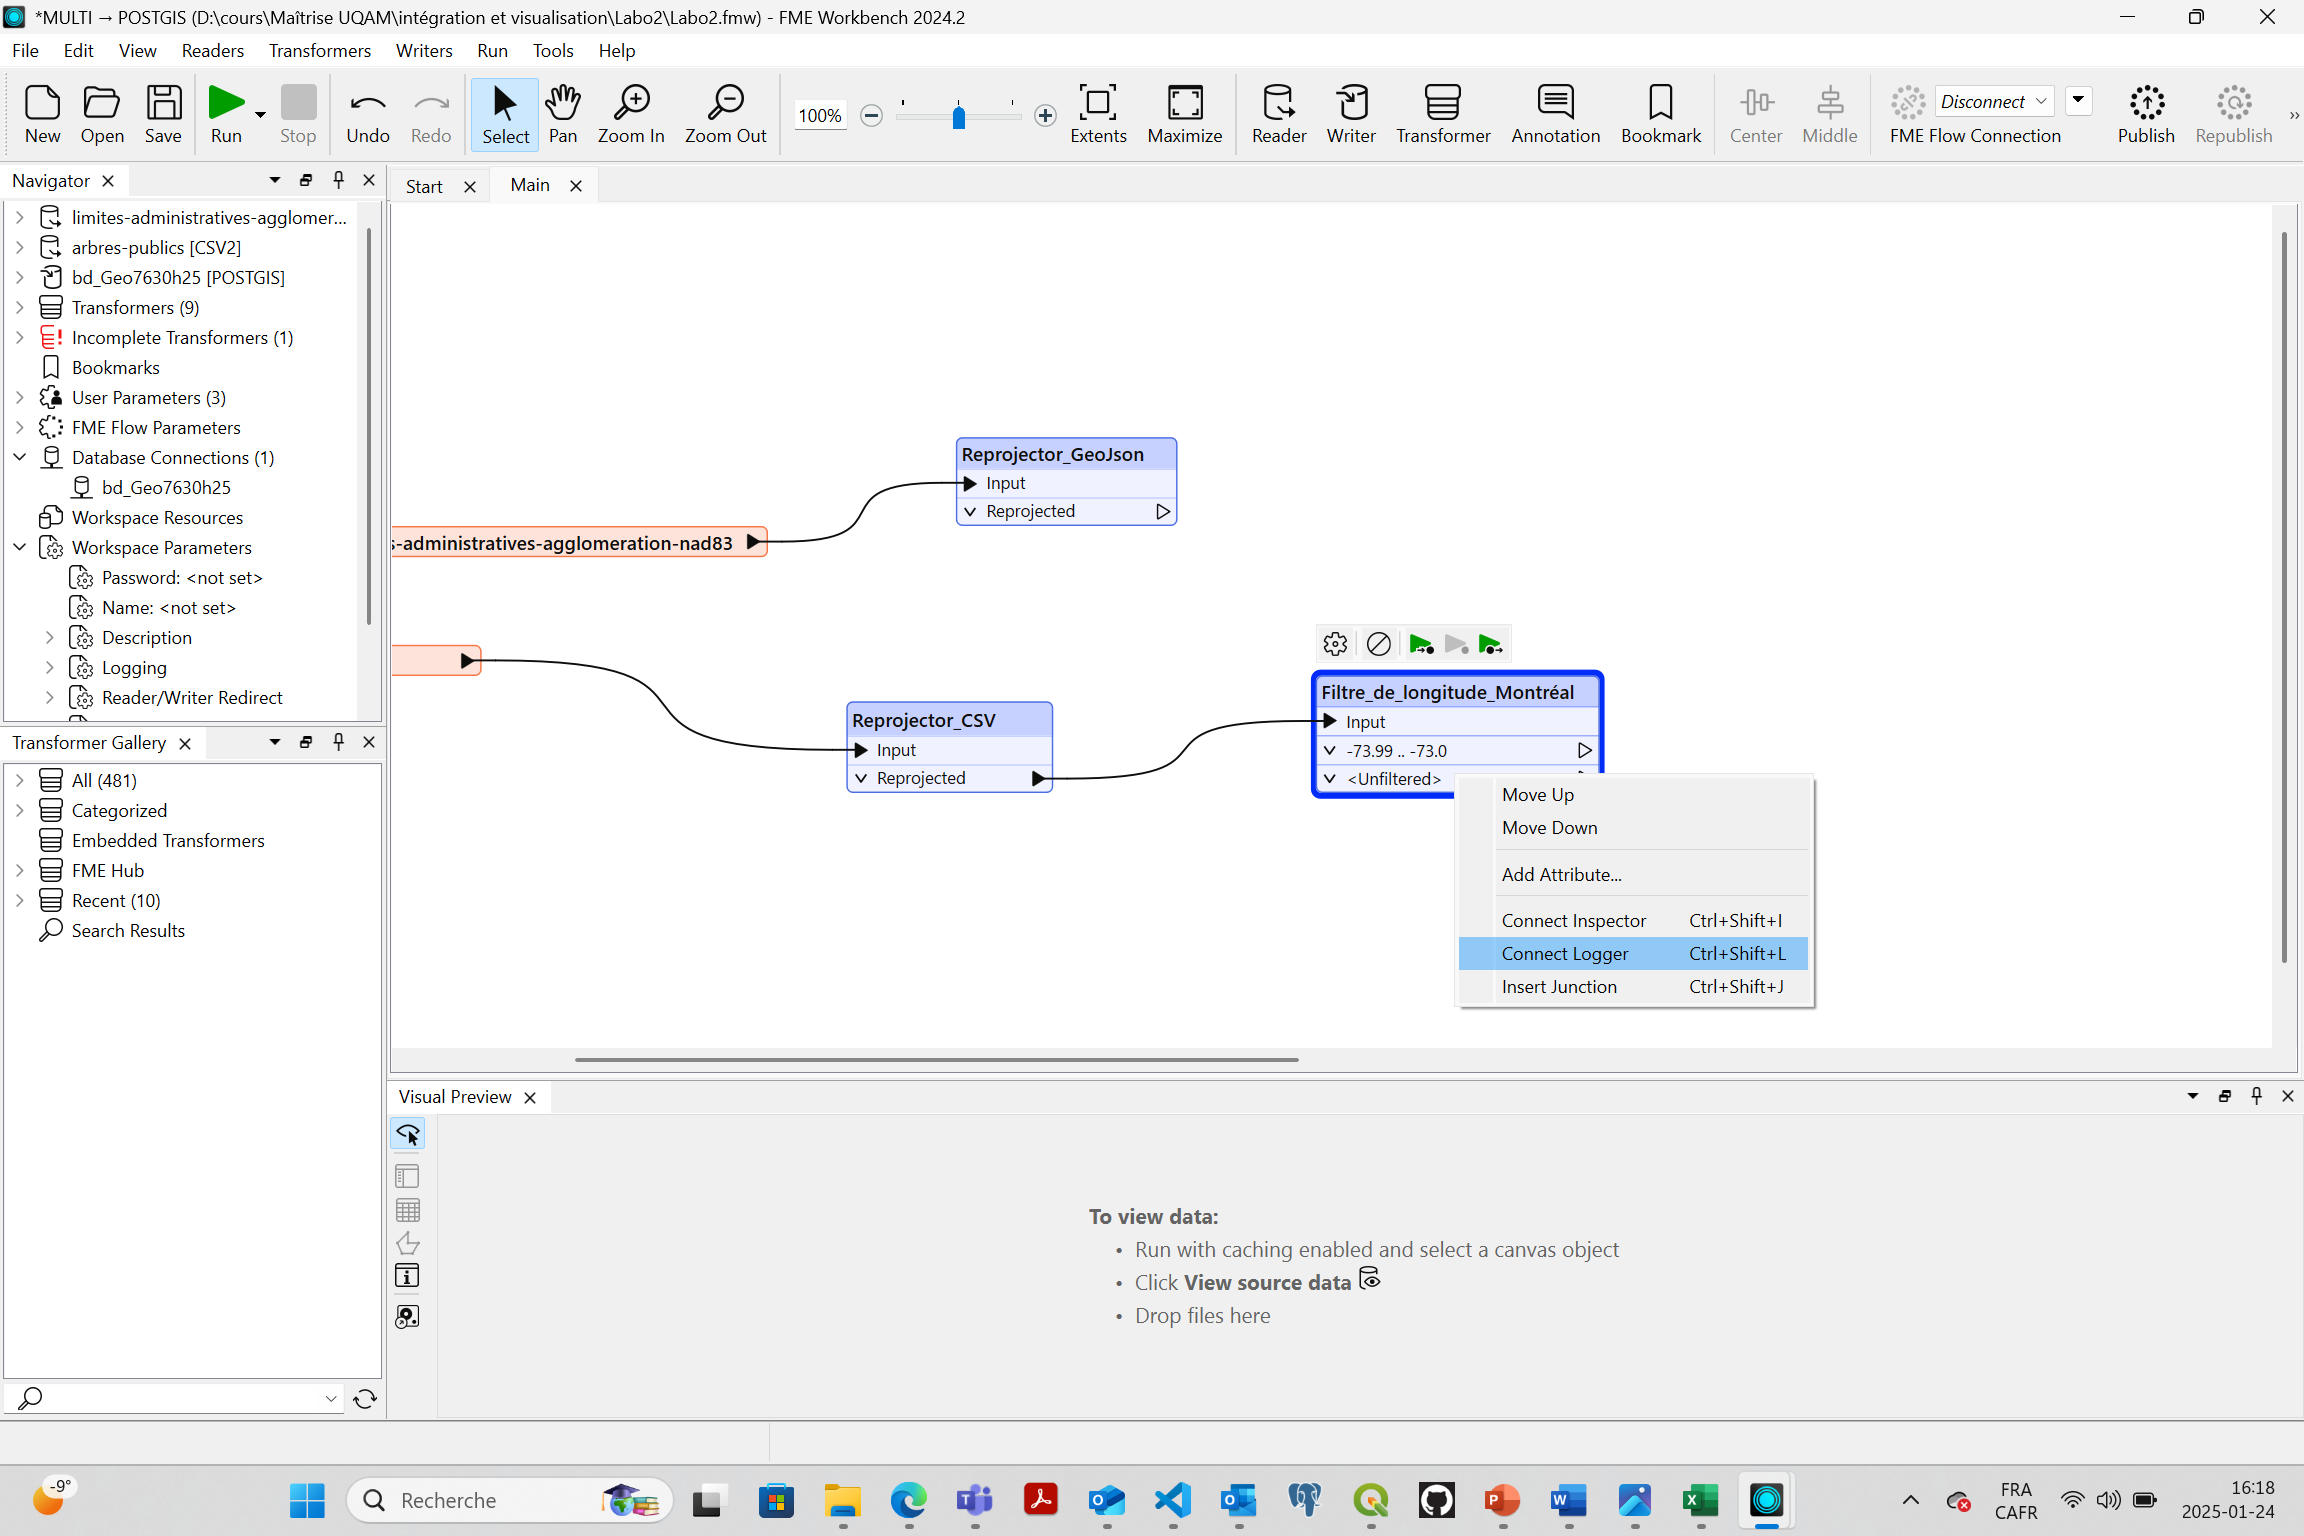 *MULTI → POSTGIS (D:\cours\Maîtrise UQAM\intégration et visualisation\Labo2\Labo2.fmw) - FME Workbench 2024.2
File Edit View Readers Transformers Writers Run Tools Help
New Open Save Run Stop Undo Redo Select Pan Zoom In Zoom Out 100% Extents Maximize Reader Writer Transformer Annotation Bookmark Center Middle Disconnect FME Flow Connection Publish Republish »
Navigator
limites-administratives-agglomer...
arbres-publics [CSV2]
bd_Geo7630h25 [POSTGIS]
Transformers (9)
Incomplete Transformers (1)
Bookmarks
User Parameters (3)
FME Flow Parameters
Database Connections (1)
bd_Geo7630h25
Workspace Resources
Workspace Parameters
Password: <not set>
Name: <not set>
Description
Logging
Reader/Writer Redirect
Transformer Gallery
All (481)
Categorized
Embedded Transformers
FME Hub
Recent (10)
Search Results
Start Main
Reprojector_GeoJson
Input
Reprojected
s-administratives-agglomeration-nad83
Reprojector_CSV
Input
Reprojected
Filtre_de_longitude_Montréal
Input
-73.99 .. -73.0
<Unfiltered>
Move Up
Move Down
Add Attribute...
Connect Inspector Ctrl+Shift+I
Connect Logger Ctrl+Shift+L
Insert Junction Ctrl+Shift+J
Visual Preview
To view data:
• Run with caching enabled and select a canvas object
• Click View source data
• Drop files here
-9°
Recherche
FRA
CAFR
16:18
2025-01-24